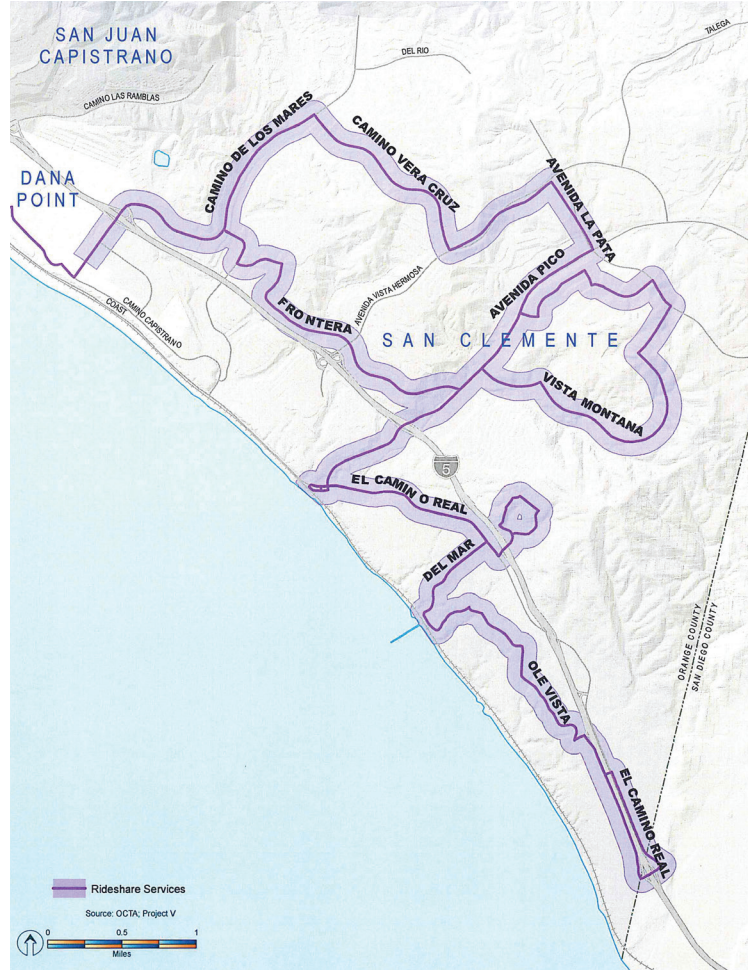 SAN JUAN
CAPISTRANO
TALEGA
DEL RIO
CAMINO LAS RAMBLAS
CAMINO DE LOS MARES
CAMINO VERA CRUZ
DANA
POINT
AVENIDA LA PATA
AVENIDA PICO
AVENIDA VISTA HERMOSA
COAST
CAMINO CAPISTRANO
FRONTERA
SAN CLEMENTE
VISTA MONTANA
5
EL CAMIN O REAL
DEL MAR
ORANGE COUNTY
SAN DIEGO COUNTY
OLE VISTA
EL CAMINO REAL
Rideshare Services
Source: OCTA; Project V
0 0.5 1
Miles